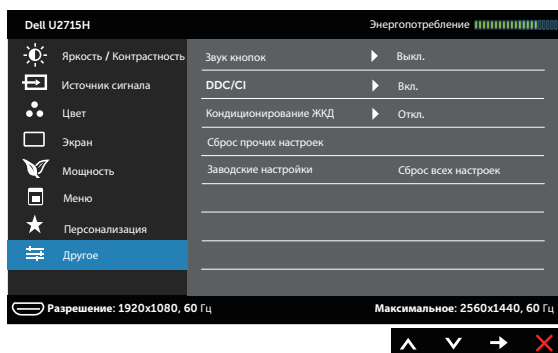 Dell U2715H Энергопотребление
Яркость / Контрастность Звук кнопок Выкл.
Источник сигнала DDC/CI Вкл.
Цвет Кондиционирование ЖКД Откл.
Экран Сброс прочих настроек
Мощность Заводские настройки Сброс всех настроек
Меню
Персонализация
Другое
Разрешение: 1920x1080, 60 Гц Максимальное: 2560x1440, 60 Гц